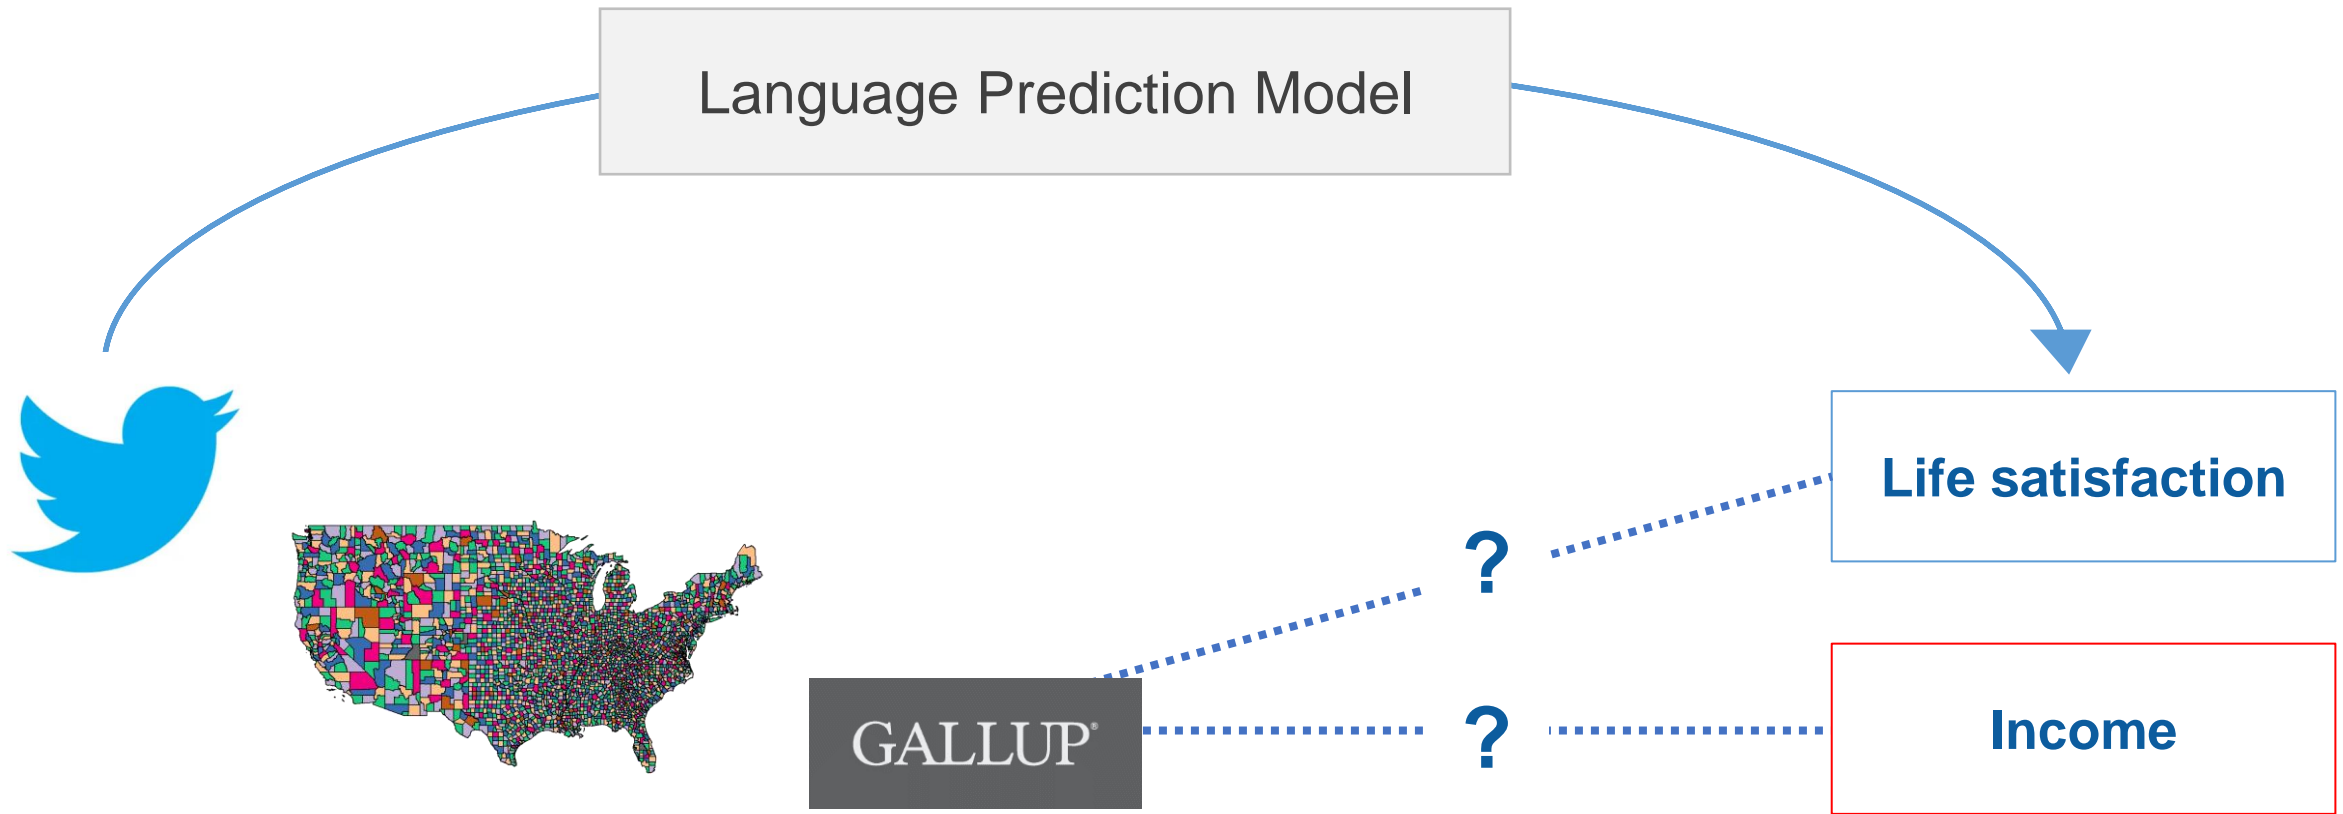 Language Prediction Model
Life satisfaction
?
GALLUP®
?
Income